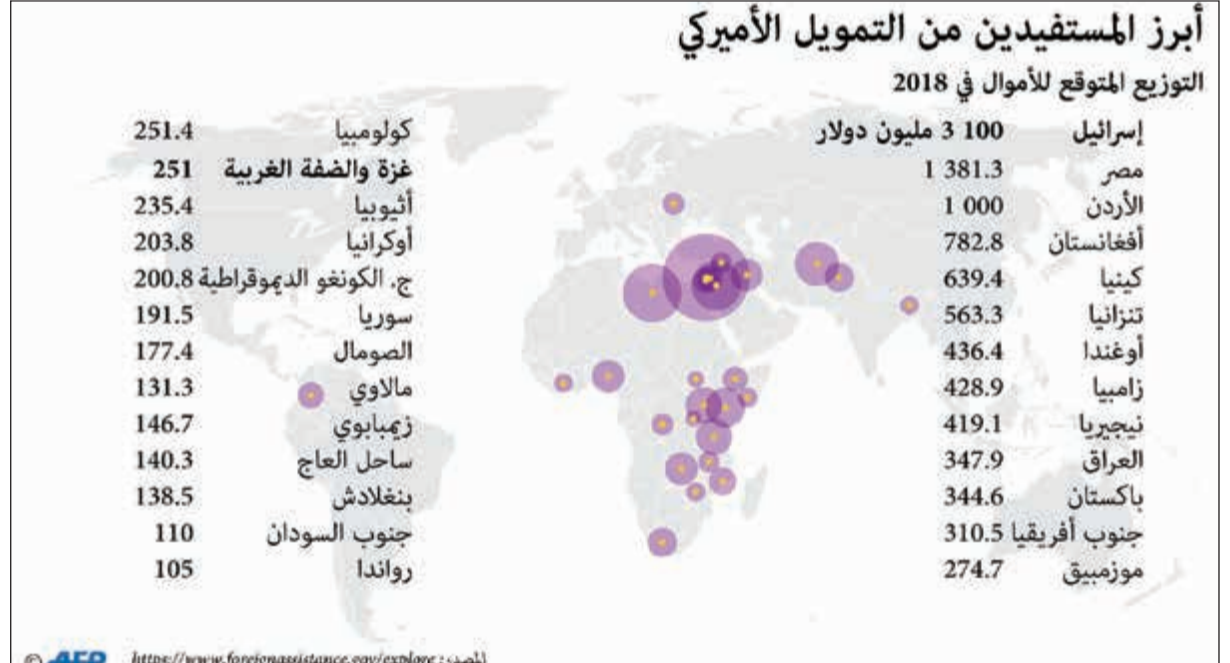 أبرز المستفيدين من التمويل الأميركي
التوزيع المتوقع للأموال في 2018
إسرائيل 3 100 مليون دولار
مصر 1 381.3
الأردن 1 000
أفغانستان 782.8
كينيا 639.4
تنزانيا 563.3
أوغندا 436.4
زامبيا 428.9
نيجيريا 419.1
العراق 347.9
باكستان 344.6
جنوب أفريقيا 310.5
موزمبيق 274.7
كولومبيا 251.4
غزة والضفة الغربية 251
أثيوبيا 235.4
أوكرانيا 203.8
ج. الكونغو الديموقراطية 200.8
سوريا 191.5
الصومال 177.4
مالاوي 131.3
زيمبابوي 146.7
ساحل العاج 140.3
بنغلادش 138.5
جنوب السودان 110
رواندا 105
المصدر: https://www.foreignassistance.gov/explore
© AFP